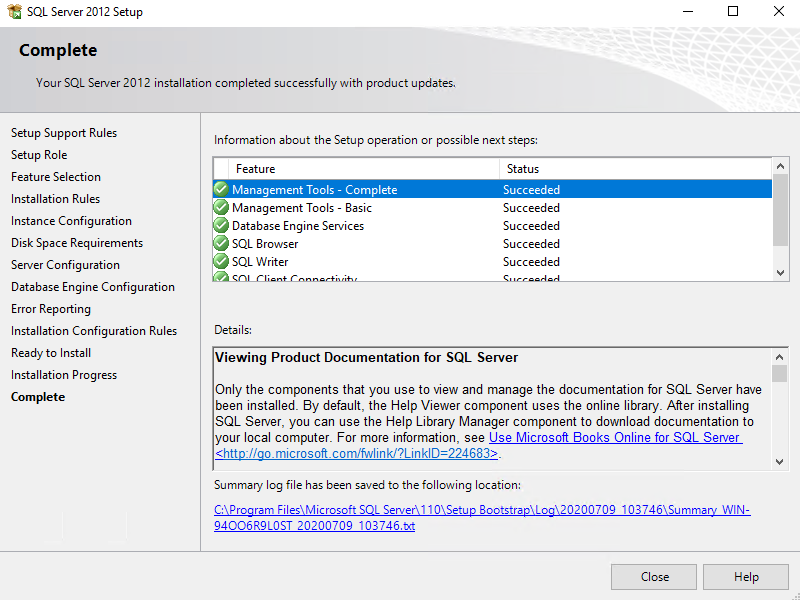 SQL Server 2012 Setup
Complete
Your SQL Server 2012 installation completed successfully with product updates.
Setup Support Rules
Setup Role
Feature Selection
Installation Rules
Instance Configuration
Disk Space Requirements
Server Configuration
Database Engine Configuration
Error Reporting
Installation Configuration Rules
Ready to Install
Installation Progress
Complete
Information about the Setup operation or possible next steps:
Feature Status
Management Tools - Complete Succeeded
Management Tools - Basic Succeeded
Database Engine Services Succeeded
SQL Browser Succeeded
SQL Writer Succeeded
SQL Client Connectivity Succeeded
Details:
Viewing Product Documentation for SQL Server
Only the components that you use to view and manage the documentation for SQL Server have
been installed. By default, the Help Viewer component uses the online library. After installing
SQL Server, you can use the Help Library Manager component to download documentation to
your local computer. For more information, see Use Microsoft Books Online for SQL Server
<http://go.microsoft.com/fwlink/?LinkID=224683>.
Summary log file has been saved to the following location:
C:\Program Files\Microsoft SQL Server\110\Setup Bootstrap\Log\20200709_103746\Summary_WIN-
94OO6R9L0ST_20200709_103746.txt
Close
Help